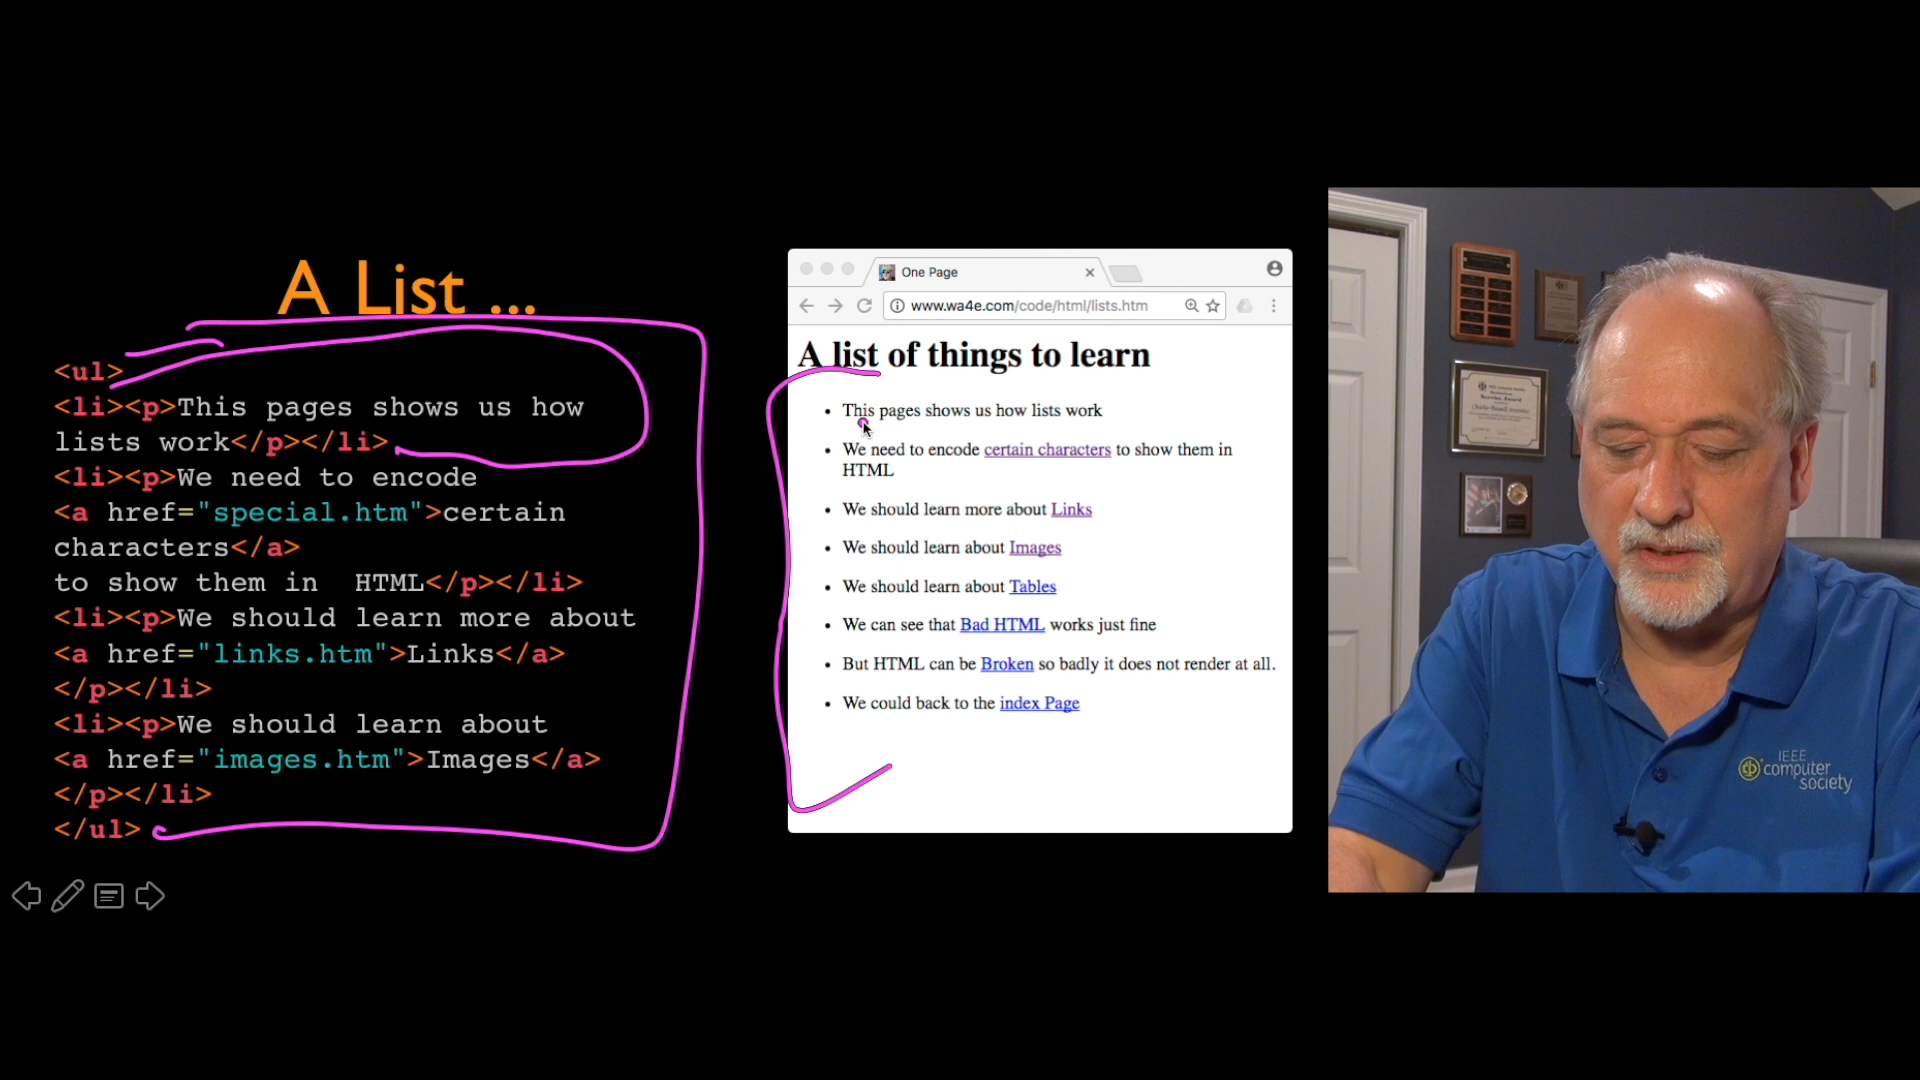 A List ...
<ul>
<li><p>This pages shows us how
lists work</p></li>
<li><p>We need to encode
<a href="special.htm">certain
characters</a>
to show them in  HTML</p></li>
<li><p>We should learn more about
<a href="links.htm">Links</a>
</p></li>
<li><p>We should learn about
<a href="images.htm">Images</a>
</p></li>
</ul>
One Page
www.wa4e.com/code/html/lists.htm
A list of things to learn
• This pages shows us how lists work
• We need to encode certain characters to show them in
HTML
• We should learn more about Links
• We should learn about Images
• We should learn about Tables
• We can see that Bad HTML works just fine
• But HTML can be Broken so badly it does not render at all.
• We could back to the index Page
IEEE
computer
society